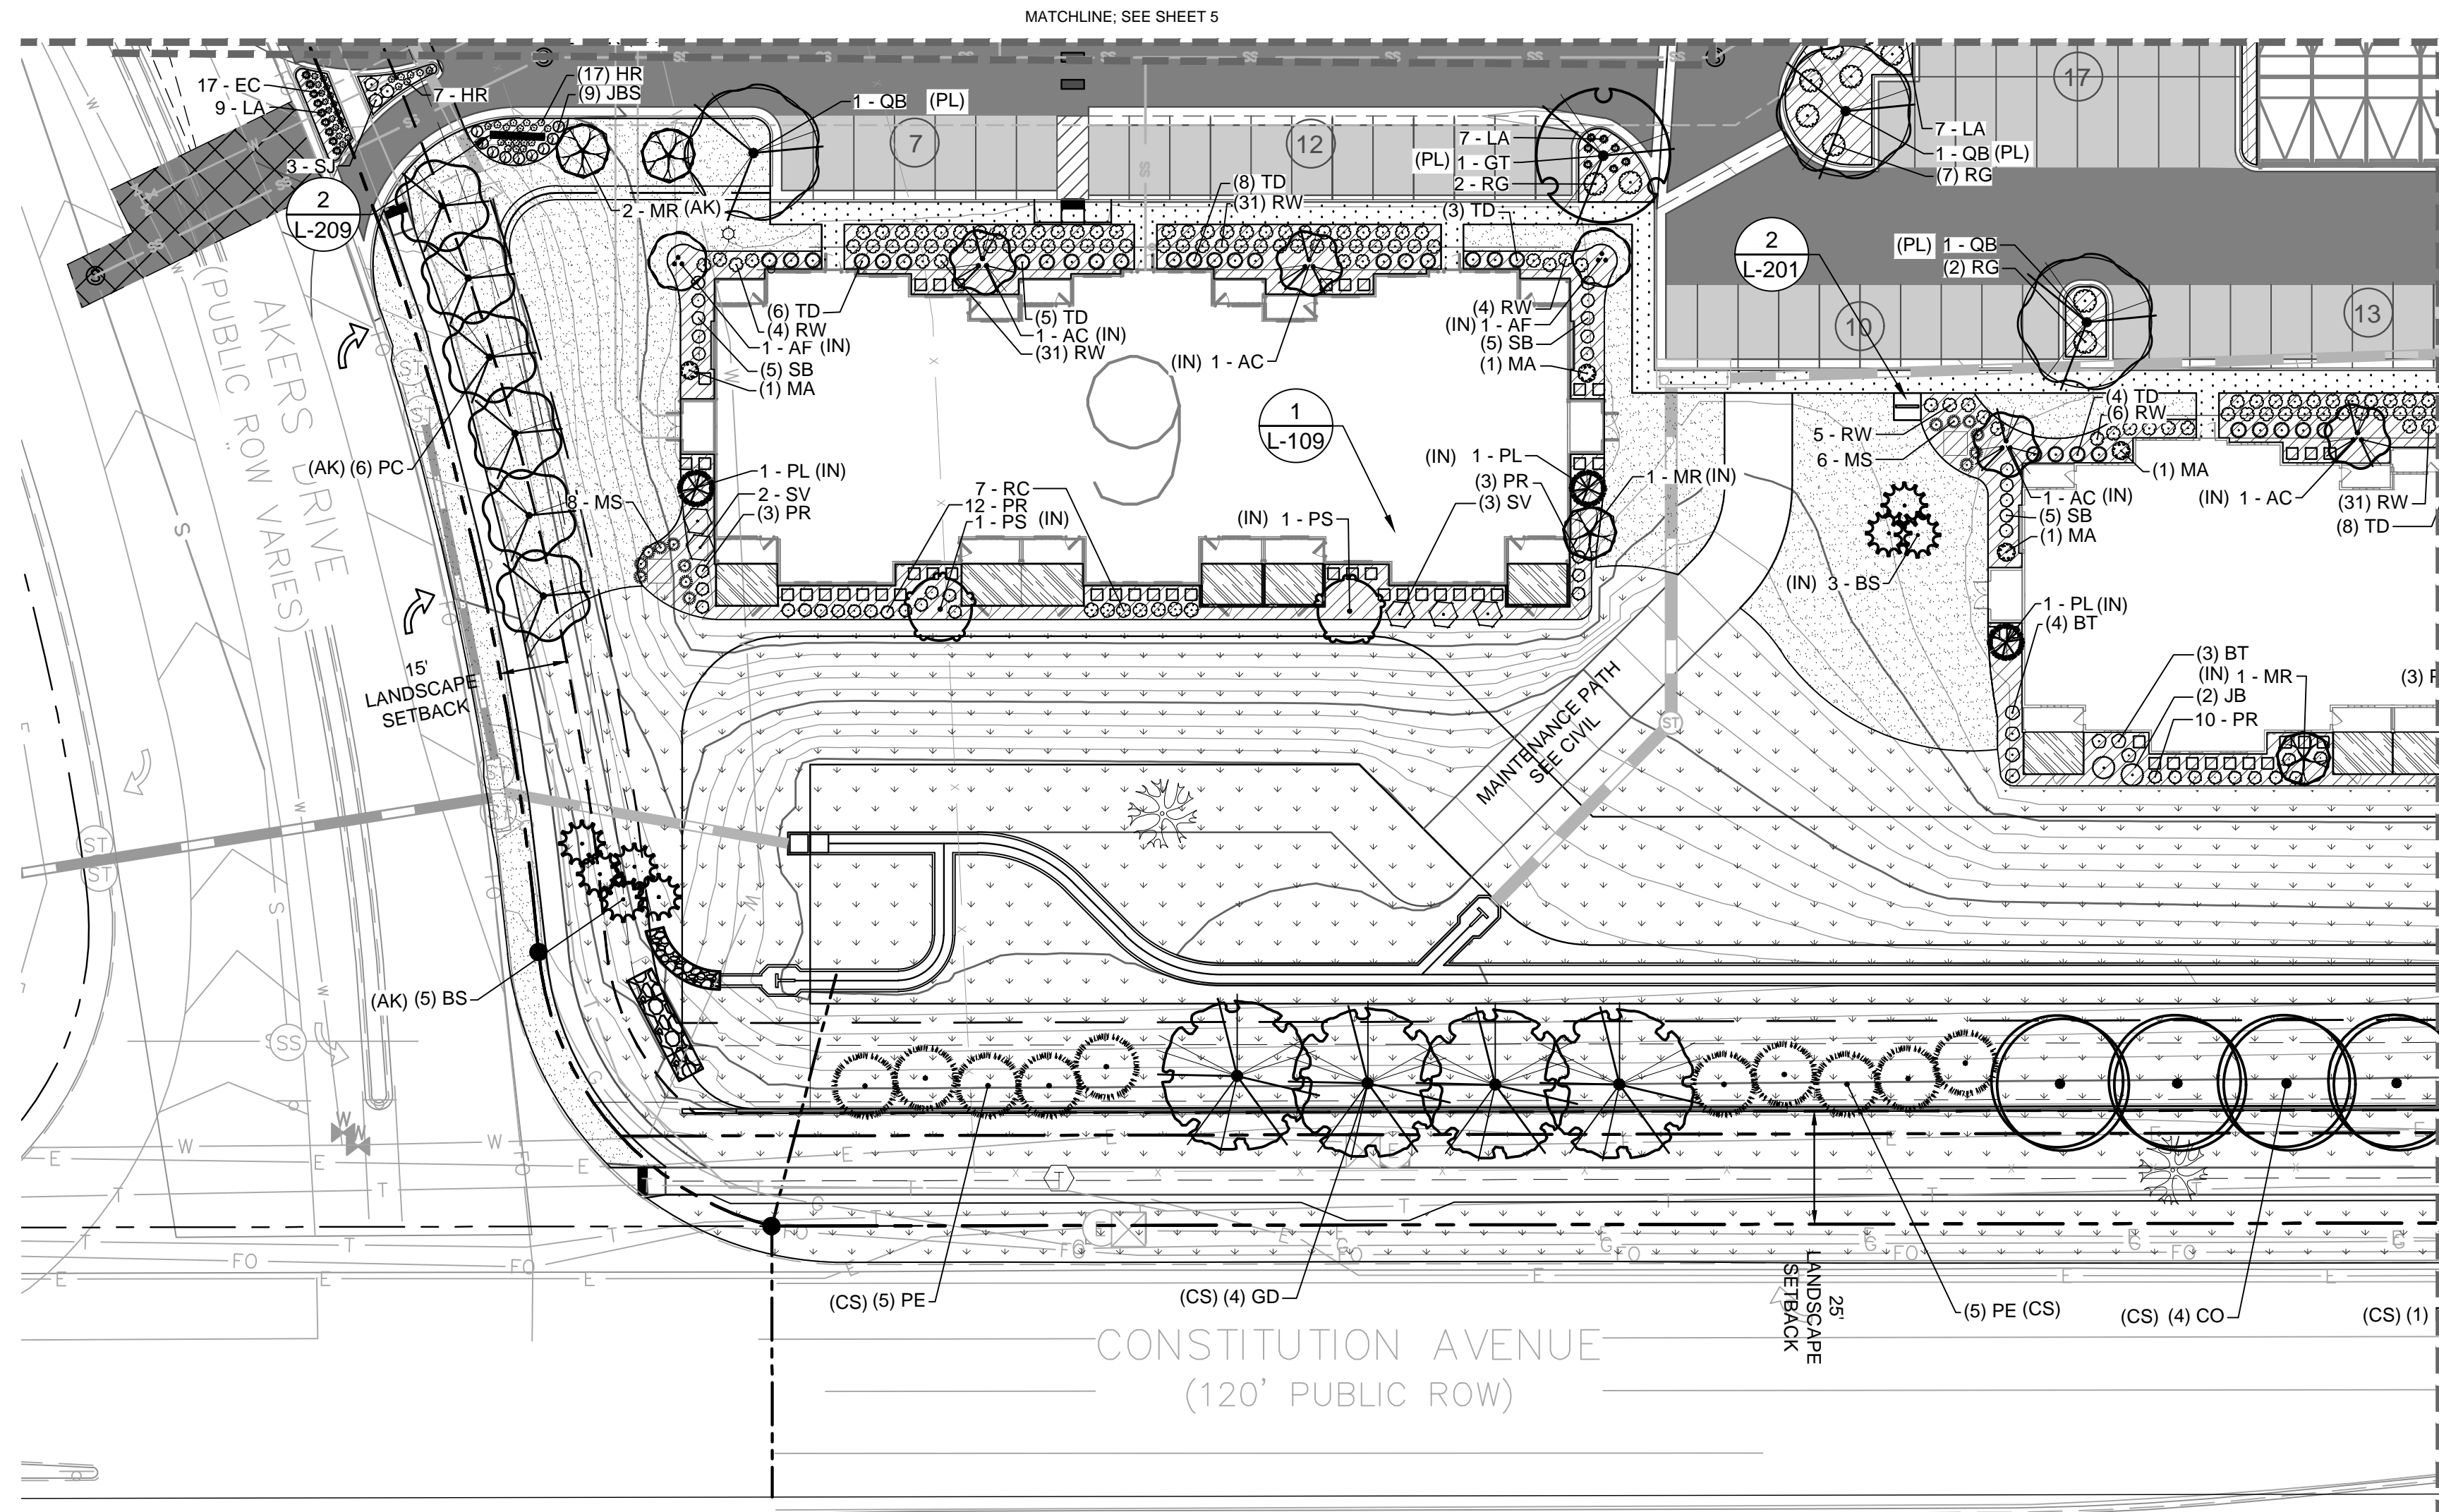 MATCHLINE; SEE SHEET 5
17 - EC
9 - LA
3 - SJ
7 - HR
(17) HR
(9) JBS
1 - QB (PL)
2 - MR (AK)
2
L-209
7
12
17
7 - LA
(PL) 1 - GT
2 - RG
7 - LA
1 - QB (PL)
(7) RG
(8) TD
(31) RW
(3) TD
2
L-201
(PL) 1 - QB
(2) RG
10
13
(6) TD
(4) RW
1 - AF (IN)
(5) SB
(1) MA
(5) TD
1 - AC (IN)
(31) RW
(IN) 1 - AC
(4) RW
(IN) 1 - AF
(5) SB
(1) MA
9
1
L-109
AKERS DRIVE
(PUBLIC ROW VARIES)
(AK) (6) PC
8 - MS
1 - PL (IN)
2 - SV
(3) PR
7 - RC
12 - PR
1 - PS (IN)
(IN) 1 - PS
(IN) 1 - PL
(3) PR
(3) SV
1 - MR (IN)
5 - RW
6 - MS
(4) TD
(6) RW
(1) MA
1 - AC (IN)
(5) SB
(1) MA
(IN) 1 - AC
(31) RW
(8) TD
(IN) 3 - BS
1 - PL (IN)
(4) BT
(3) BT
(IN) 1 - MR
(2) JB
10 - PR
15'
LANDSCAPE
SETBACK
MAINTENANCE PATH
SEE CIVIL
ST
ST
ST
SS
(AK) (5) BS
(CS) (5) PE
(CS) (4) GD
25'
LANDSCAPE
SETBACK
(5) PE (CS)
(CS) (4) CO
(CS) (1)
CONSTITUTION AVENUE
(120' PUBLIC ROW)